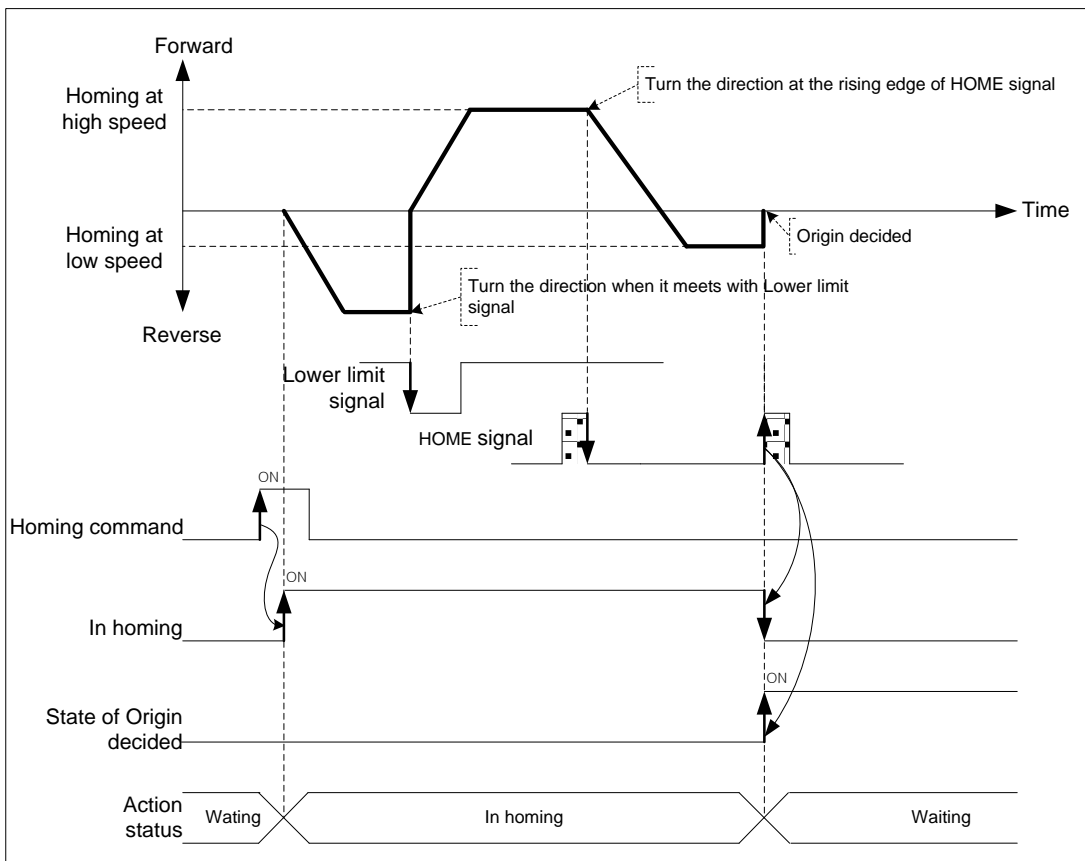 Forward
Homing at
high speed
Turn the direction at the rising edge of HOME signal
Time
Homing at
low speed
Origin decided
Turn the direction when it meets with Lower limit
signal
Reverse
Lower limit
signal
HOME signal
ON
Homing command
ON
In homing
ON
State of Origin
decided
Action
status
Wating
In homing
Waiting